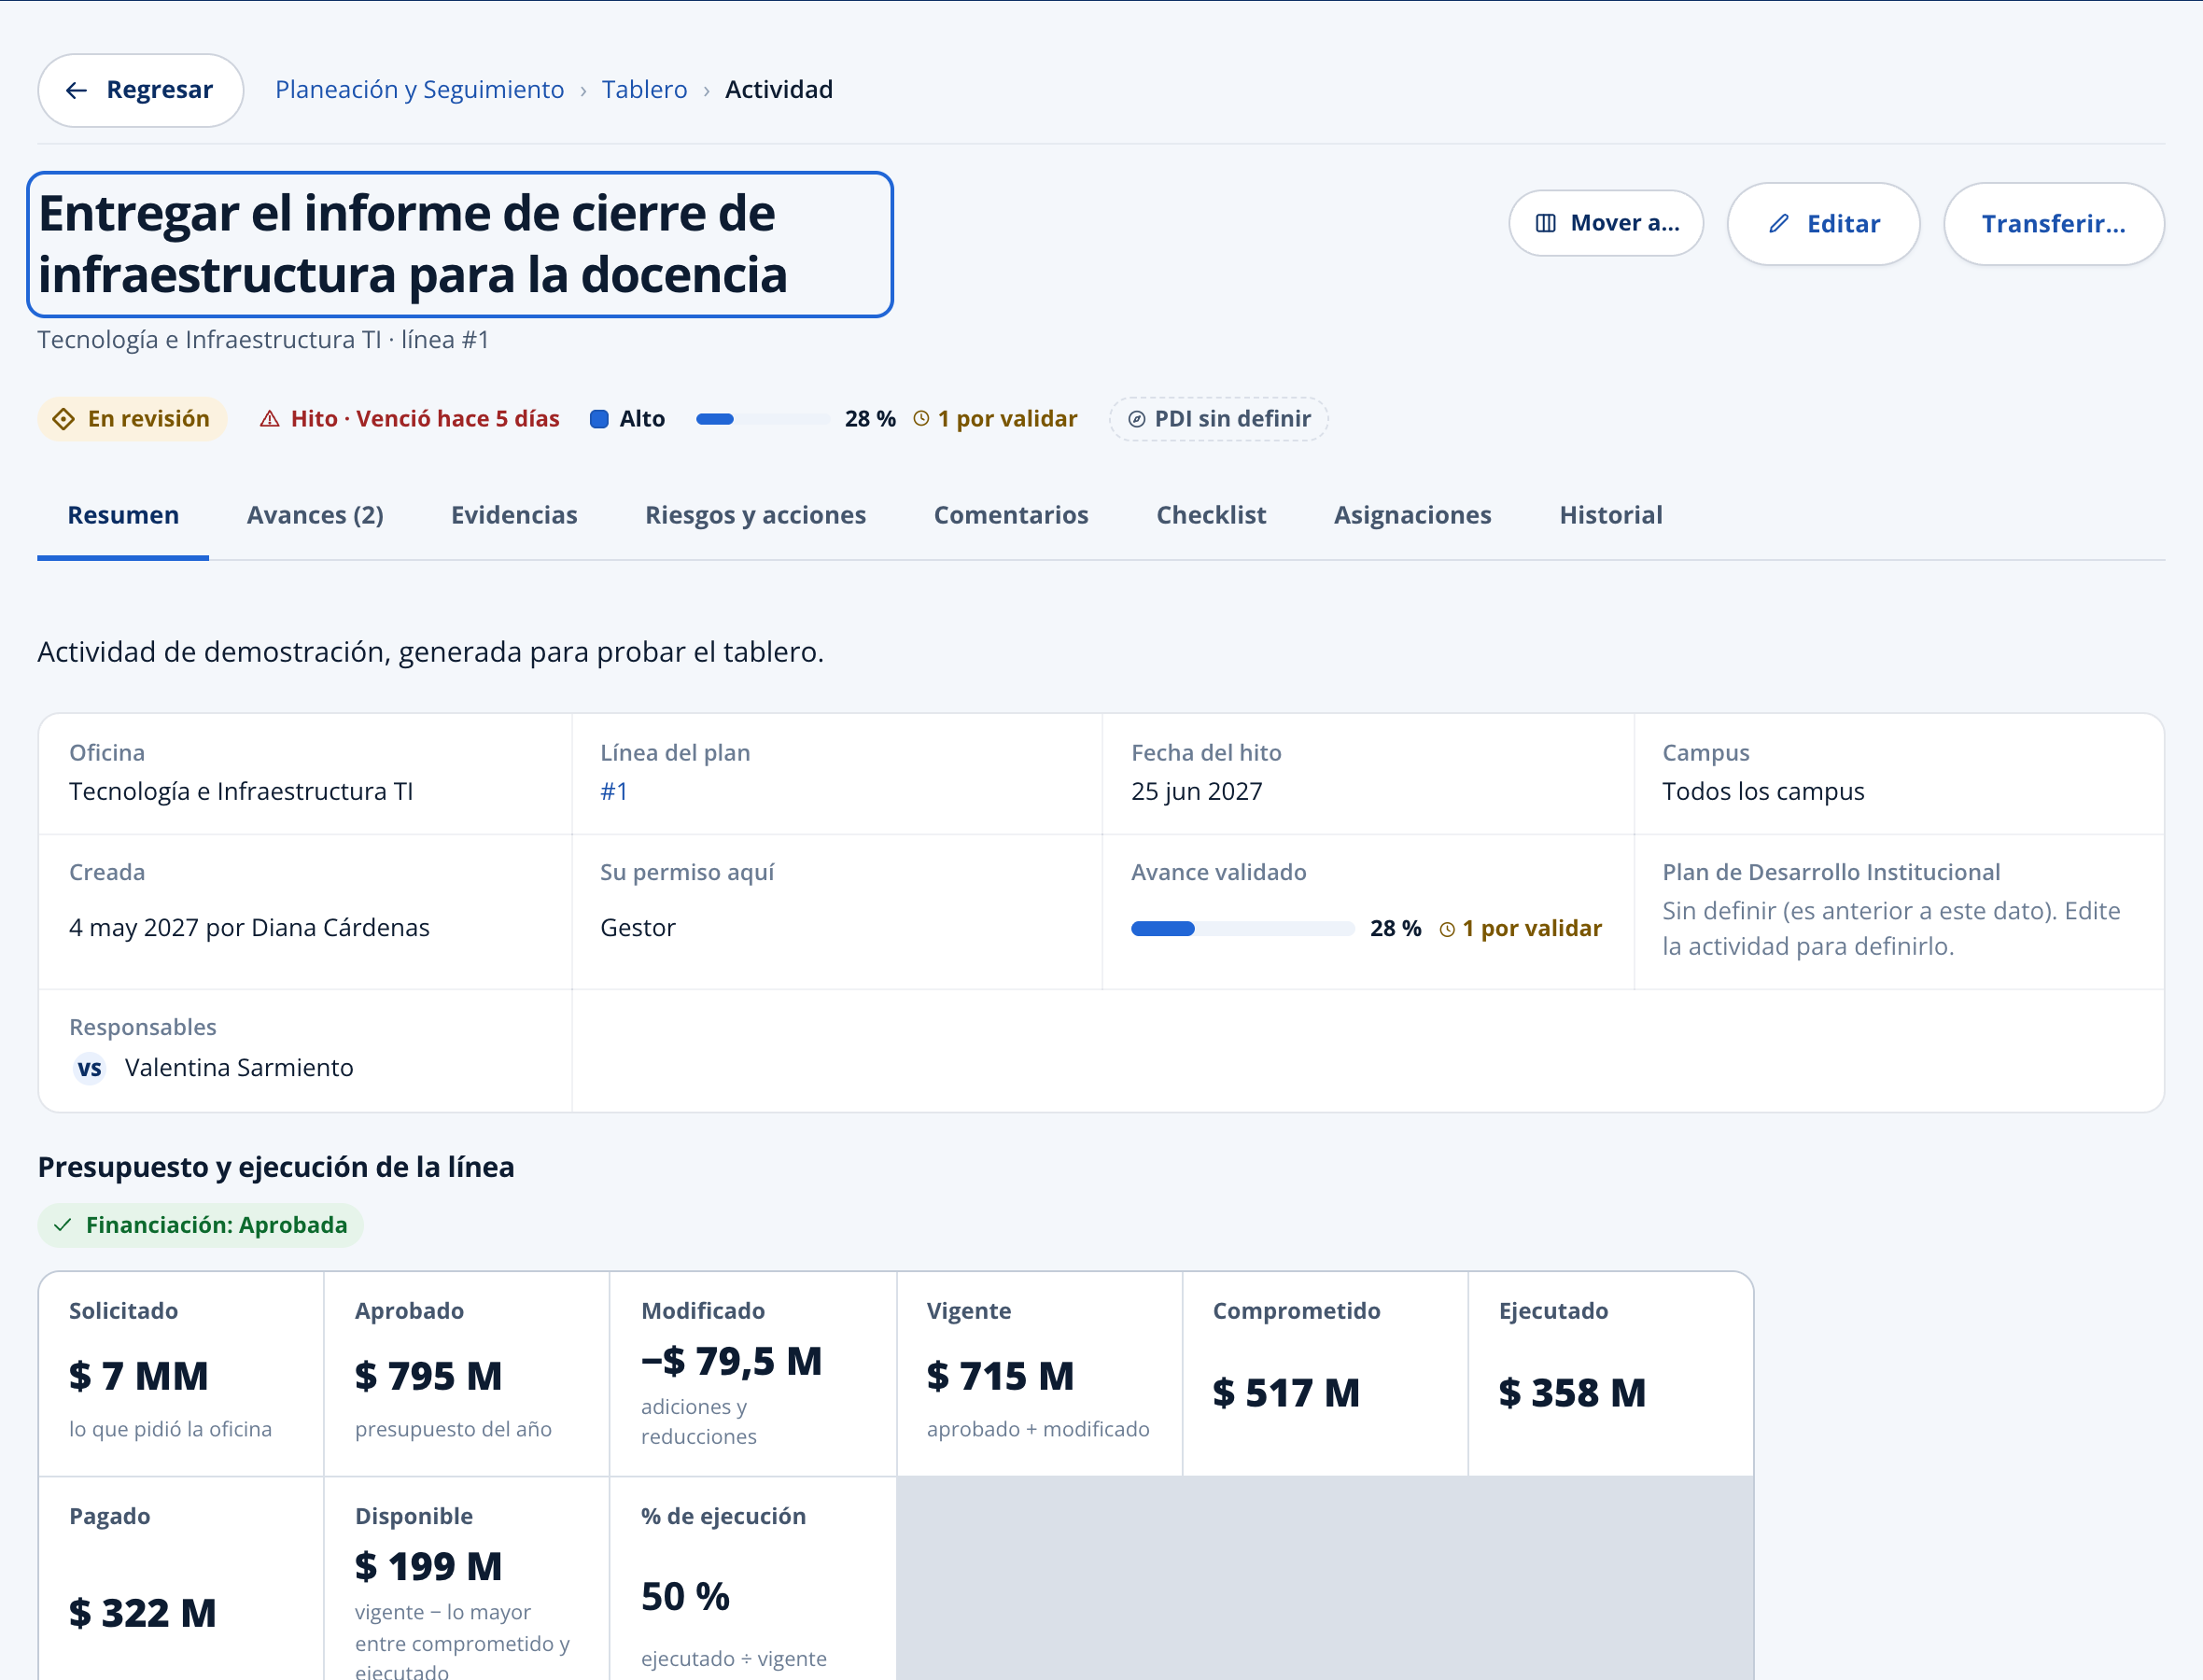 Regresar
Planeación y Seguimiento › Tablero › Actividad
Entregar el informe de cierre de
infraestructura para la docencia
Mover a...
Editar
Transferir...
Tecnología e Infraestructura TI · línea #1
En revisión
Hito · Venció hace 5 días
Alto
28 %
1 por validar
PDI sin definir
Resumen
Avances (2)
Evidencias
Riesgos y acciones
Comentarios
Checklist
Asignaciones
Historial
Actividad de demostración, generada para probar el tablero.
Oficina
Tecnología e Infraestructura TI
Línea del plan
#1
Fecha del hito
25 jun 2027
Campus
Todos los campus
Creada
4 may 2027 por Diana Cárdenas
Su permiso aquí
Gestor
Avance validado
28 %
1 por validar
Plan de Desarrollo Institucional
Sin definir (es anterior a este dato). Edite
la actividad para definirlo.
Responsables
VS
Valentina Sarmiento
Presupuesto y ejecución de la línea
Financiación: Aprobada
Solicitado
$ 7 MM
lo que pidió la oficina
Aprobado
$ 795 M
presupuesto del año
Modificado
−$ 79,5 M
adiciones y
reducciones
Vigente
$ 715 M
aprobado + modificado
Comprometido
$ 517 M
Ejecutado
$ 358 M
Pagado
$ 322 M
Disponible
$ 199 M
vigente − lo mayor
entre comprometido y
ejecutado
% de ejecución
50 %
ejecutado ÷ vigente